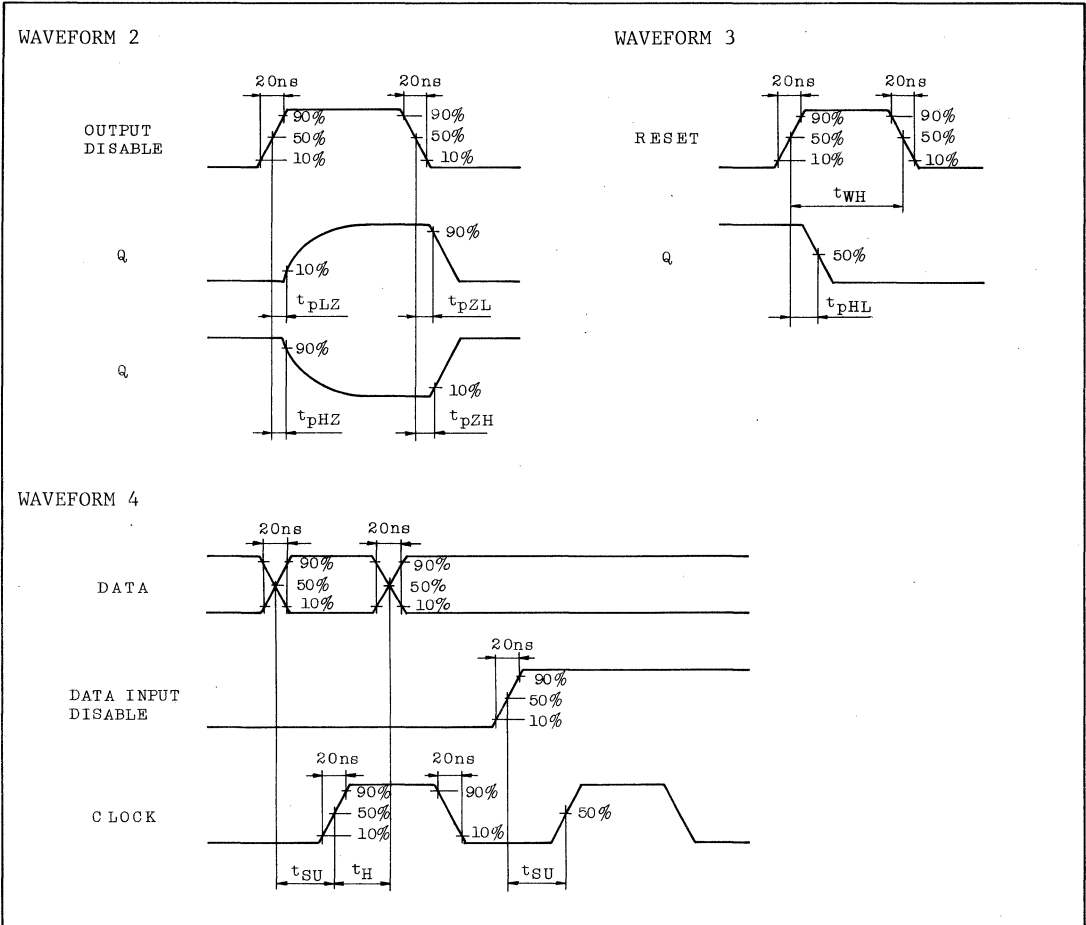 WAVEFORM 2
20ns 20ns
OUTPUT
DISABLE
90% 90%
50% 50%
10% 10%
Q
10% 90%
tpLZ tpZL
Q
90% 10%
tpHZ tpZH
WAVEFORM 3
20ns 20ns
RESET
90% 90%
50% 50%
10% 10%
tWH
Q
50%
tpHL
WAVEFORM 4
20ns 20ns
DATA
90% 90%
50% 50%
10% 10%
20ns
DATA INPUT
DISABLE
90%
50%
10%
20ns 20ns
CLOCK
90% 90%
50% 50%
10% 10%
tSU tH tSU